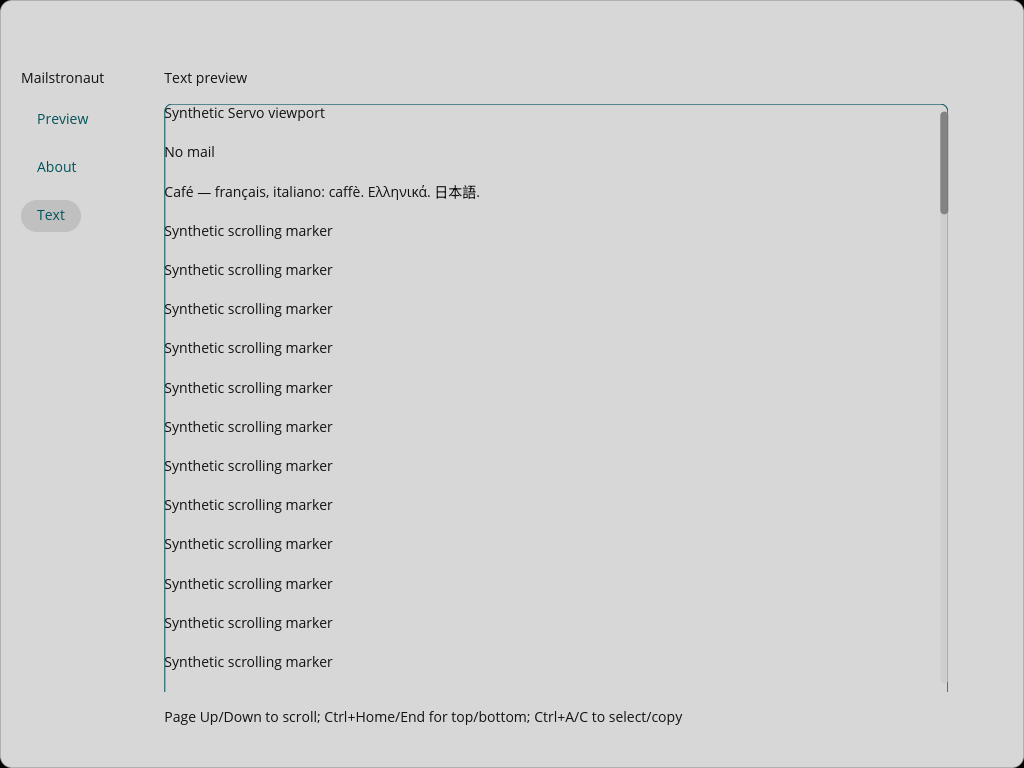 Mailstronaut
Preview
About
Text
Text preview
Synthetic Servo viewport
No mail
Café — français, italiano: caffè. Ελληνικά. 日本語.
Synthetic scrolling marker
Synthetic scrolling marker
Synthetic scrolling marker
Synthetic scrolling marker
Synthetic scrolling marker
Synthetic scrolling marker
Synthetic scrolling marker
Synthetic scrolling marker
Synthetic scrolling marker
Synthetic scrolling marker
Synthetic scrolling marker
Synthetic scrolling marker
Page Up/Down to scroll; Ctrl+Home/End for top/bottom; Ctrl+A/C to select/copy